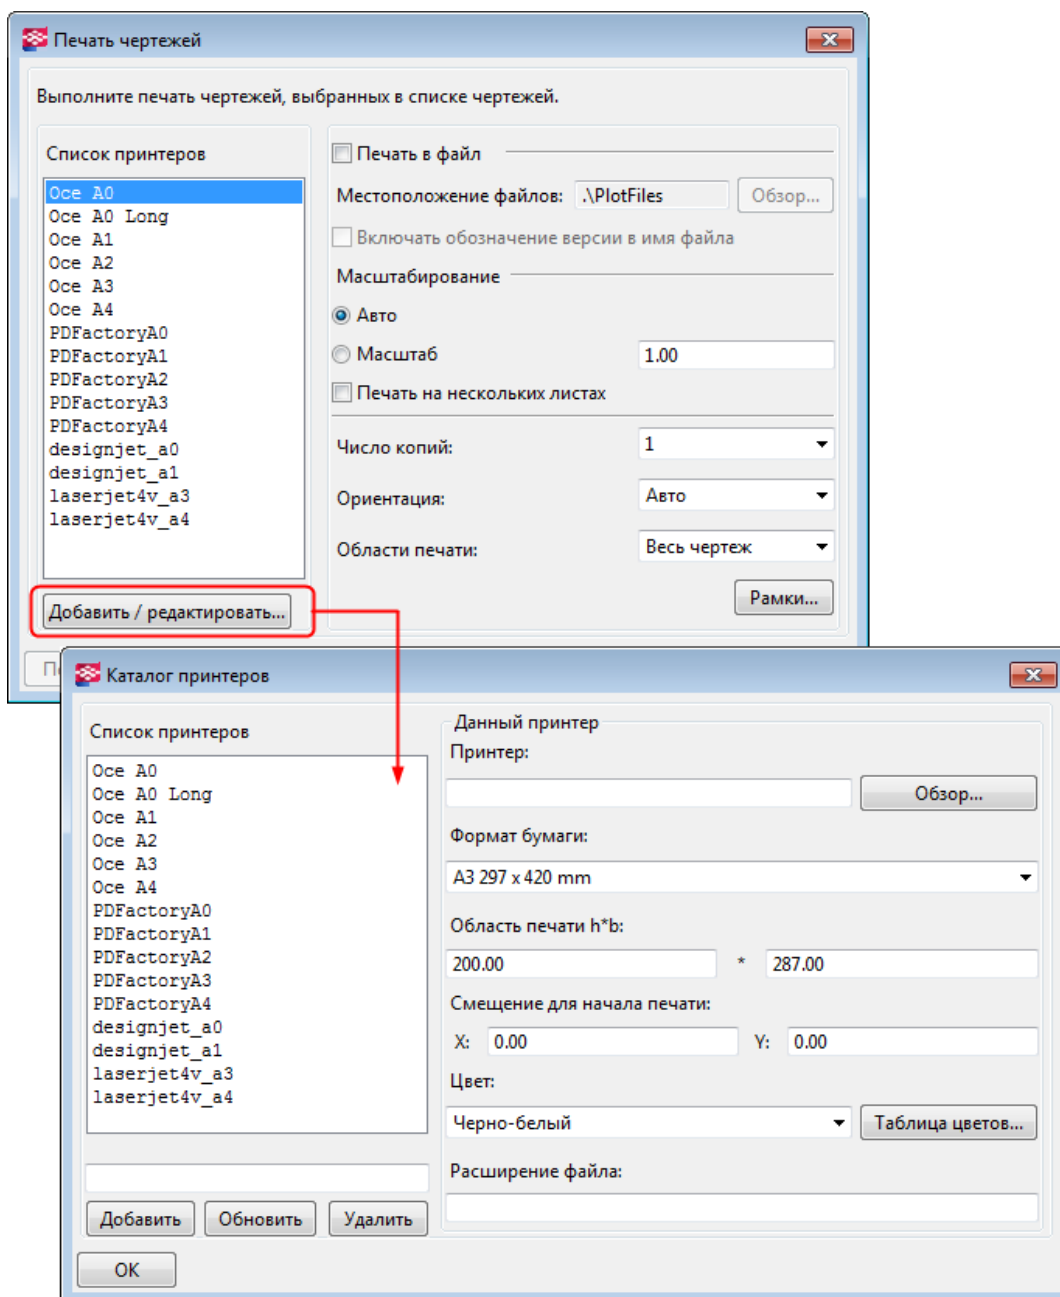 Печать чертежей
Выполните печать чертежей, выбранных в списке чертежей.
Список принтеров
Oce A0
Oce A0 Long
Oce A1
Oce A2
Oce A3
Oce A4
PDFactoryA0
PDFactoryA1
PDFactoryA2
PDFactoryA3
PDFactoryA4
designjet_a0
designjet_a1
laserjet4v_a3
laserjet4v_a4
Добавить / редактировать...
Печать в файл
Местоположение файлов: .\PlotFiles Обзор...
Включать обозначение версии в имя файла
Масштабирование
Авто
Масштаб 1.00
Печать на нескольких листах
Число копий: 1
Ориентация: Авто
Области печати: Весь чертеж
Рамки...
Каталог принтеров
Список принтеров
Oce A0
Oce A0 Long
Oce A1
Oce A2
Oce A3
Oce A4
PDFactoryA0
PDFactoryA1
PDFactoryA2
PDFactoryA3
PDFactoryA4
designjet_a0
designjet_a1
laserjet4v_a3
laserjet4v_a4
Добавить Обновить Удалить
Данный принтер
Принтер:
Обзор...
Формат бумаги:
A3 297 x 420 mm
Область печати h*b:
200.00 * 287.00
Смещение для начала печати:
X: 0.00 Y: 0.00
Цвет:
Черно-белый Таблица цветов...
Расширение файла:
OK